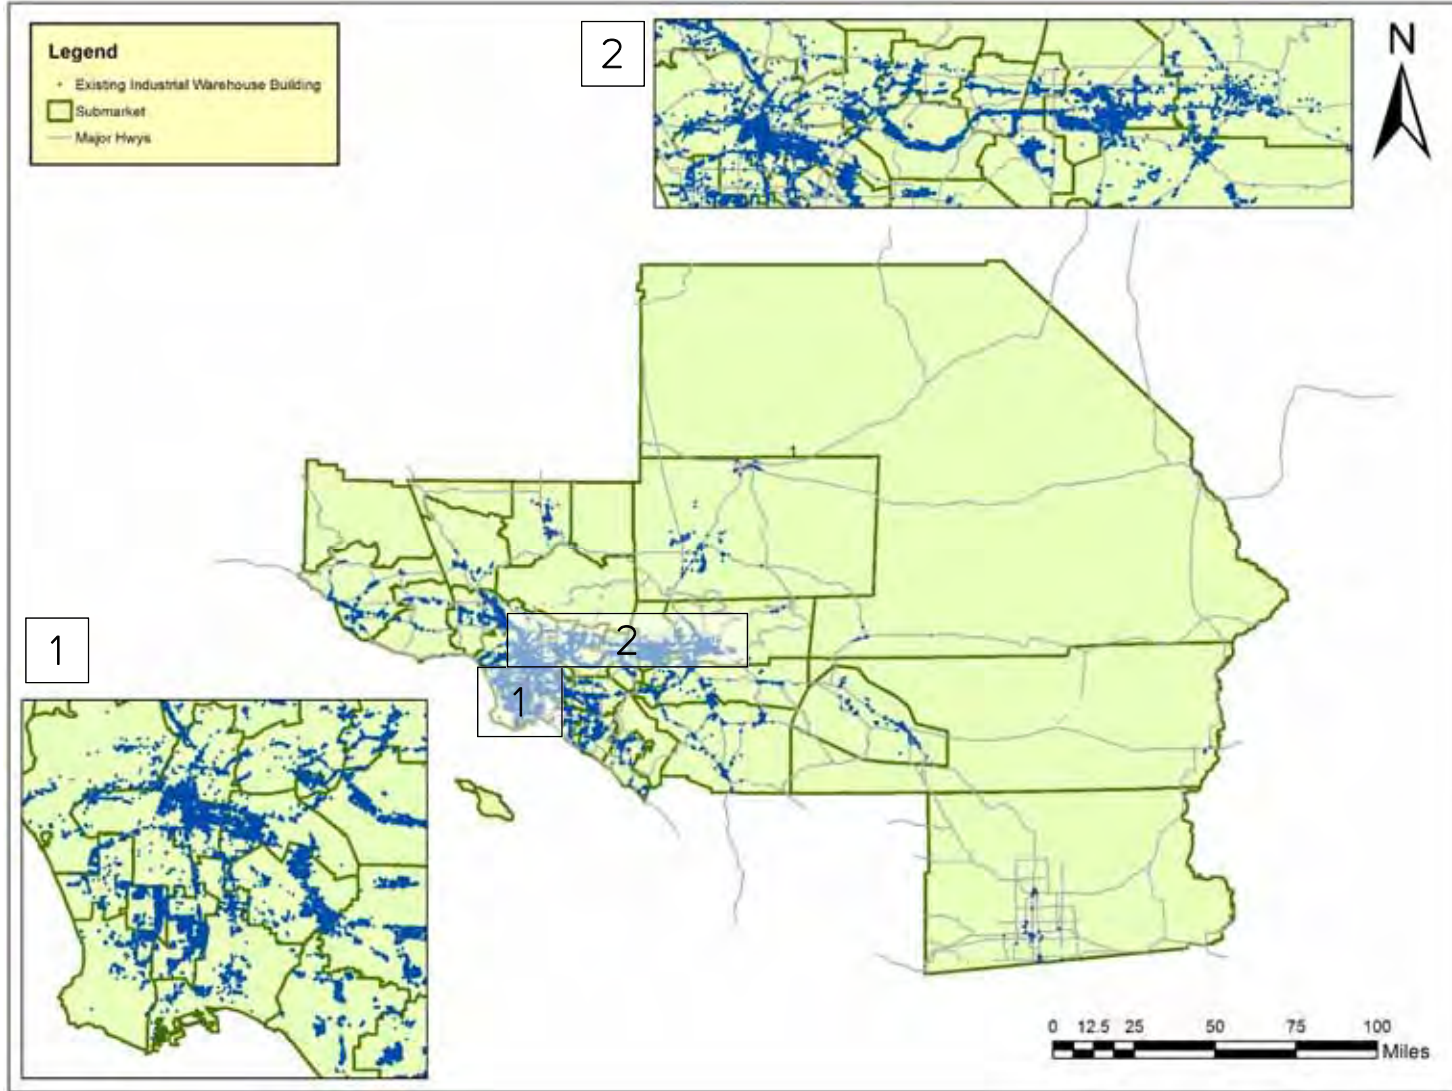 Legend
Existing Industrial Warehouse Building
Submarket
Major Hwys
2
N
1
2
1
0 12.5 25 50 75 100
Miles